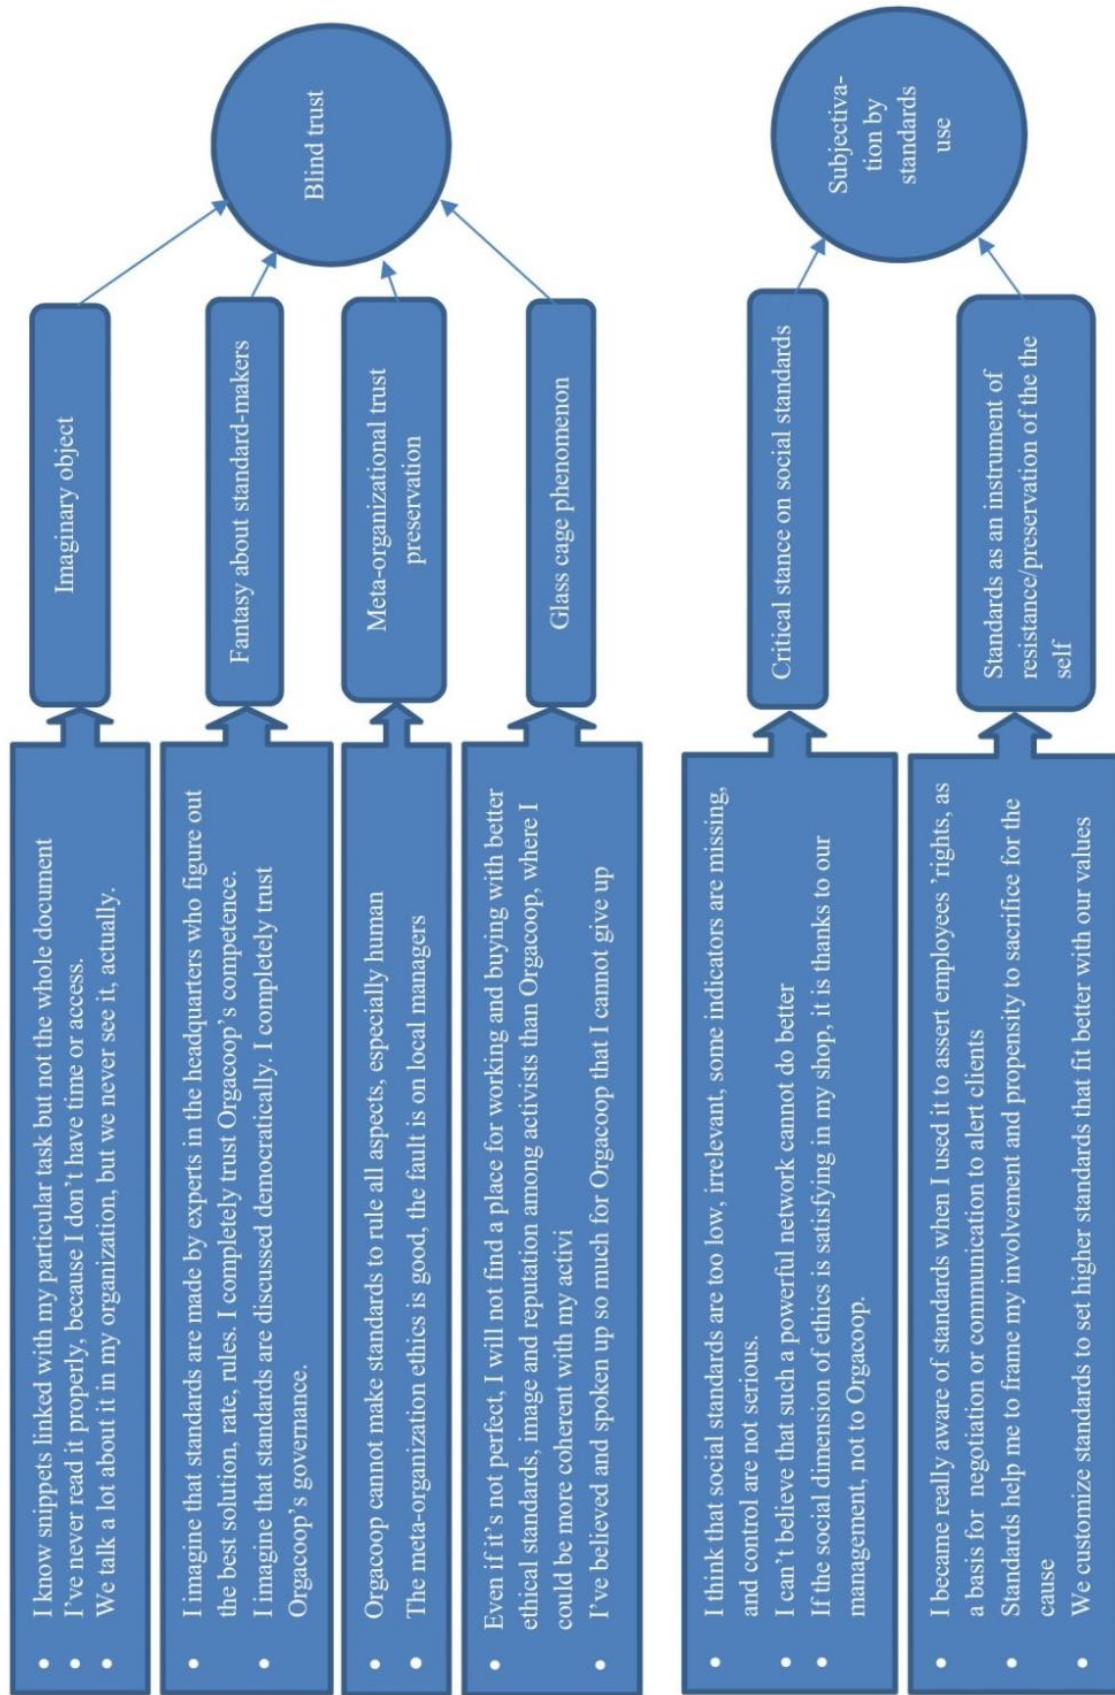 I know snippets linked with my particular task but not the whole document
I've never read it properly, because I don't have time or access.
We talk a lot about it in my organization, but we never see it, actually.
Imaginary object
I imagine that standards are made by experts in the headquarters who figure out
the best solution, rate, rules. I completely trust Orgacoop's competence.
I imagine that standards are discussed democratically. I completely trust
Orgacoop's governance.
Fantasy about standard-makers
Orgacoop cannot make standards to rule all aspects, especially human
The meta-organization ethics is good, the fault is on local managers
Meta-organizational trust
preservation
Even if it's not perfect, I will not find a place for working and buying with better
ethical standards, image and reputation among activists than Orgacoop, where I
could be more coherent with my activi
I've believed and spoken up so much for Orgacoop that I cannot give up
Glass cage phenomenon
Blind trust
I think that social standards are too low, irrelevant, some indicators are missing,
and control are not serious.
I can't believe that such a powerful network cannot do better
If the social dimension of ethics is satisfying in my shop, it is thanks to our
management, not to Orgacoop.
Critical stance on social standards
I became really aware of standards when I used it to assert employees 'rights, as
a basis for negotiation or communication to alert clients
Standards help me to frame my involvement and propensity to sacrifice for the
cause
We customize standards to set higher standards that fit better with our values
Standards as an instrument of
resistance/preservation of the the
self
Subjectiva-
tion by
standards
use